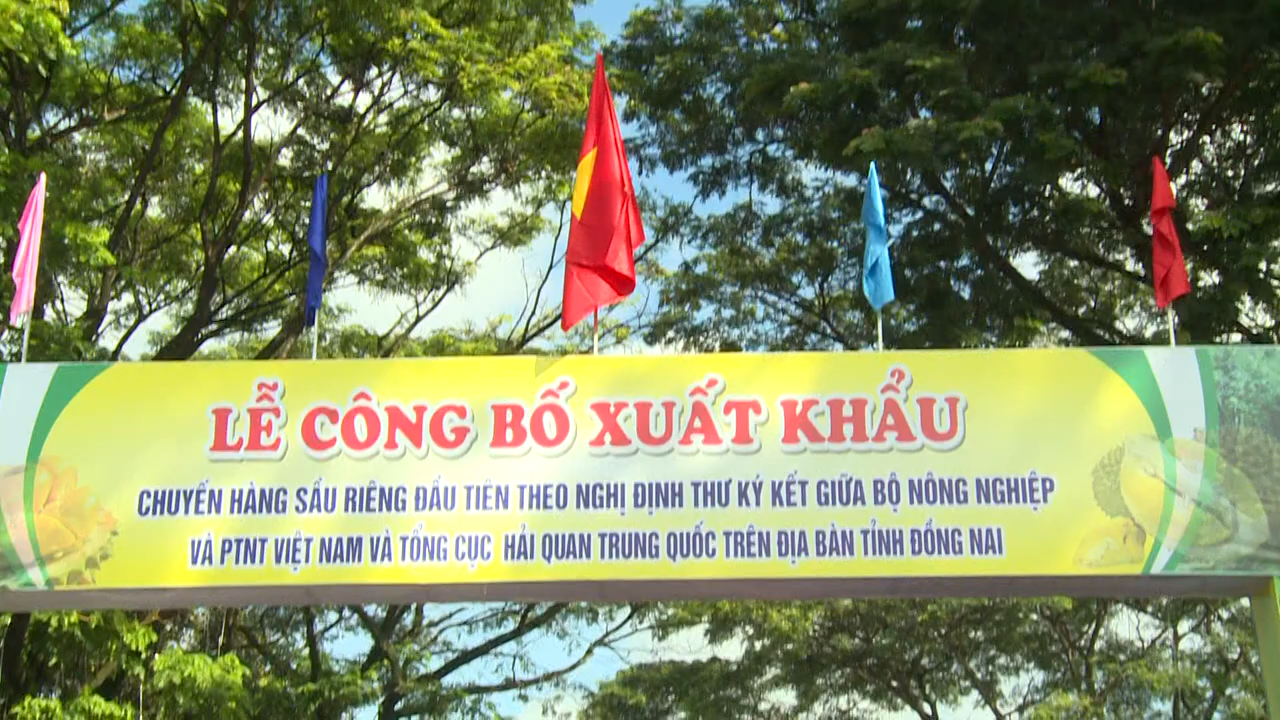 LỄ CÔNG BỐ XUẤT KHẨU
CHUYẾN HÀNG SẦU RIÊNG ĐẦU TIÊN THEO NGHỊ ĐỊNH THƯ KÝ KẾT GIỮA BỘ NÔNG NGHIỆP
VÀ PTNT VIỆT NAM VÀ TỔNG CỤC HẢI QUAN TRUNG QUỐC TRÊN ĐỊA BÀN TỈNH ĐỒNG NAI